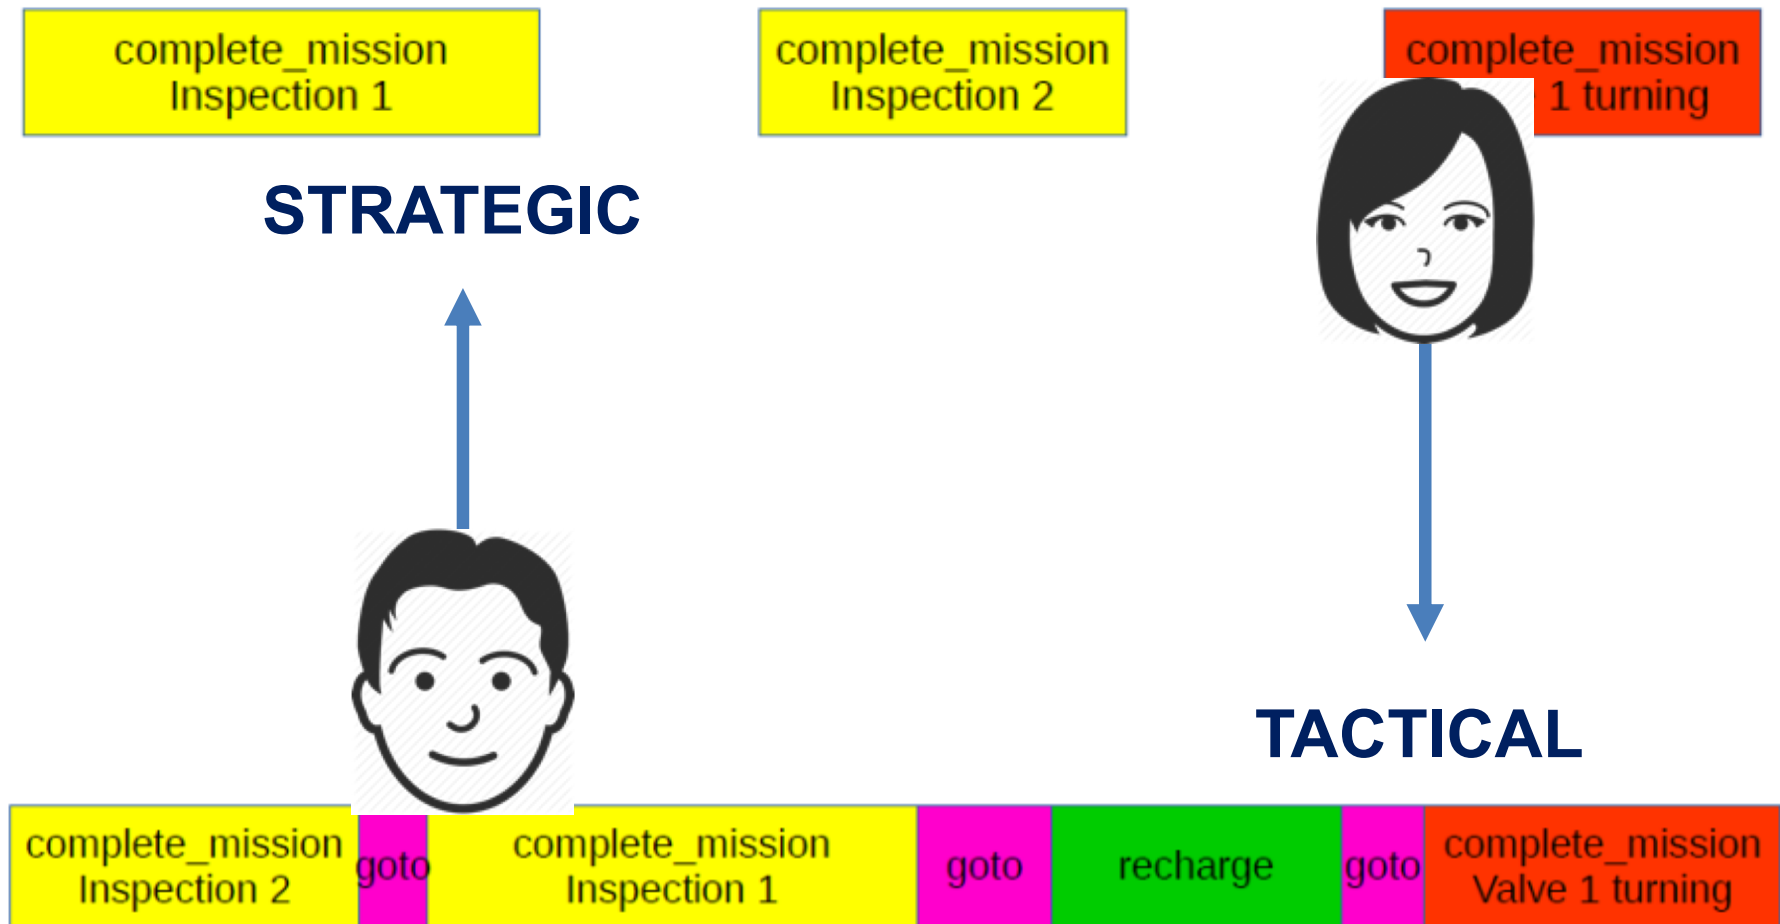 complete_mission
Inspection 1
complete_mission
Inspection 2
complete_mission
1 turning
STRATEGIC
TACTICAL
complete_mission
Inspection 2
goto
complete_mission
Inspection 1
goto
recharge
goto
complete_mission
Valve 1 turning